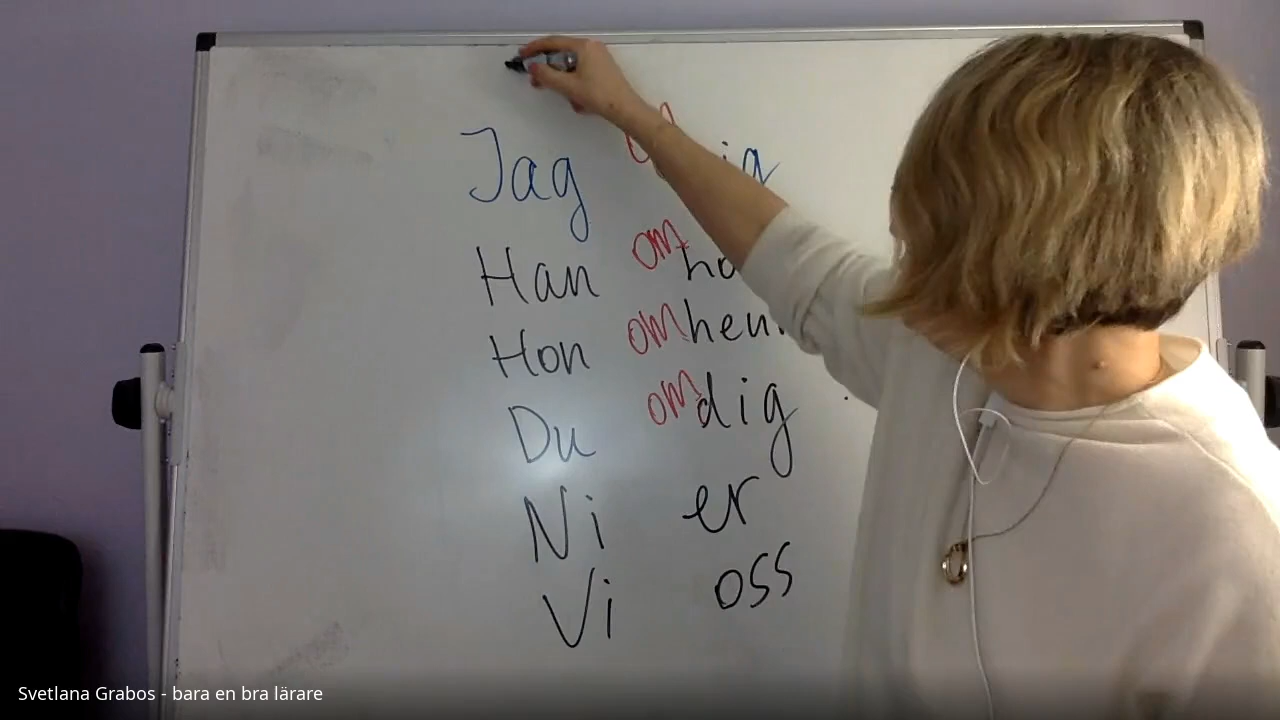 Jag
Han om
Hon om
Du om dig
Ni er
Vi oss
Svetlana Grabos - bara en bra lärare